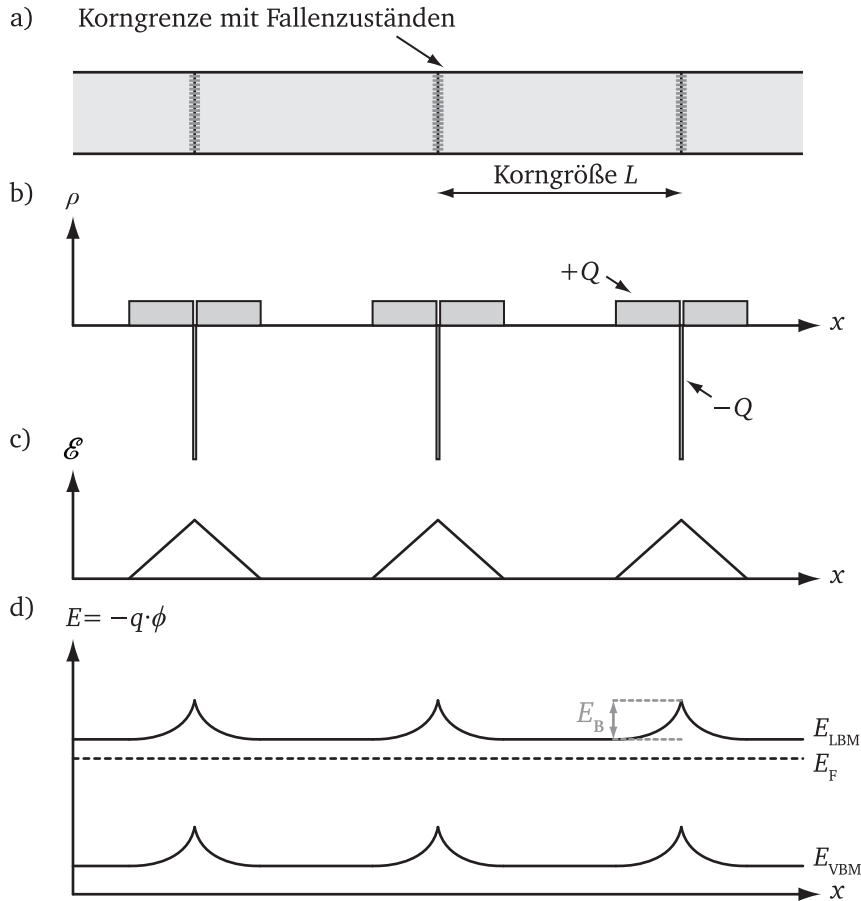 a)
Korngrenze mit Fallenzuständen
Korngröße L
b)
ρ
+Q
x
−Q
c)
ℰ
x
d)
E= −q·ϕ
E_B
E_LBM
E_F
E_VBM
x